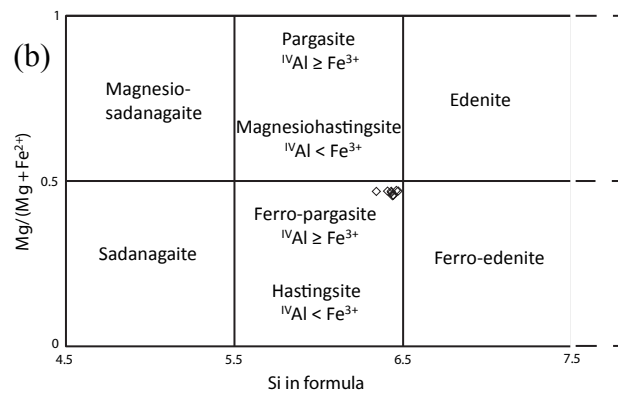 (b)
1
Pargasite
ᴵⱽAl ≥ Fe³⁺
Magnesio-
sadanagaite
Edenite
Magnesiohastingsite
ᴵⱽAl < Fe³⁺
Mg/(Mg + Fe²⁺)
0.5
Ferro-pargasite
ᴵⱽAl ≥ Fe³⁺
Sadanagaite
Ferro-edenite
Hastingsite
ᴵⱽAl < Fe³⁺
0
4.5
5.5
6.5
7.5
Si in formula